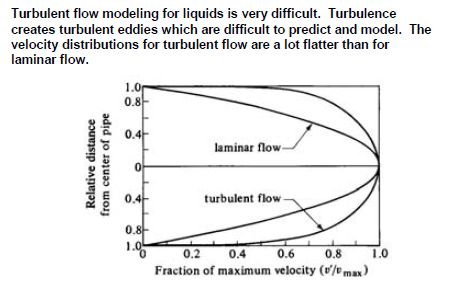 Turbulent flow modeling for liquids is very difficult.  Turbulence
creates turbulent eddies which are difficult to predict and model.  The
velocity distributions for turbulent flow are a lot flatter than for
laminar flow.
1.0
0.8
0.4
0
0.4
0.8
1.0
Relative distance
from center of pipe
laminar flow
turbulent flow
0 0.2 0.4 0.6 0.8 1.0
Fraction of maximum velocity (v'/vmax)